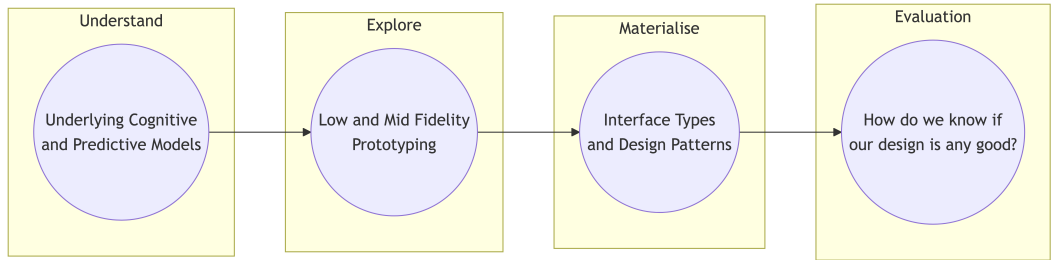 Understand
Underlying Cognitive
and Predictive Models
Explore
Low and Mid Fidelity
Prototyping
Materialise
Interface Types
and Design Patterns
Evaluation
How do we know if
our design is any good?